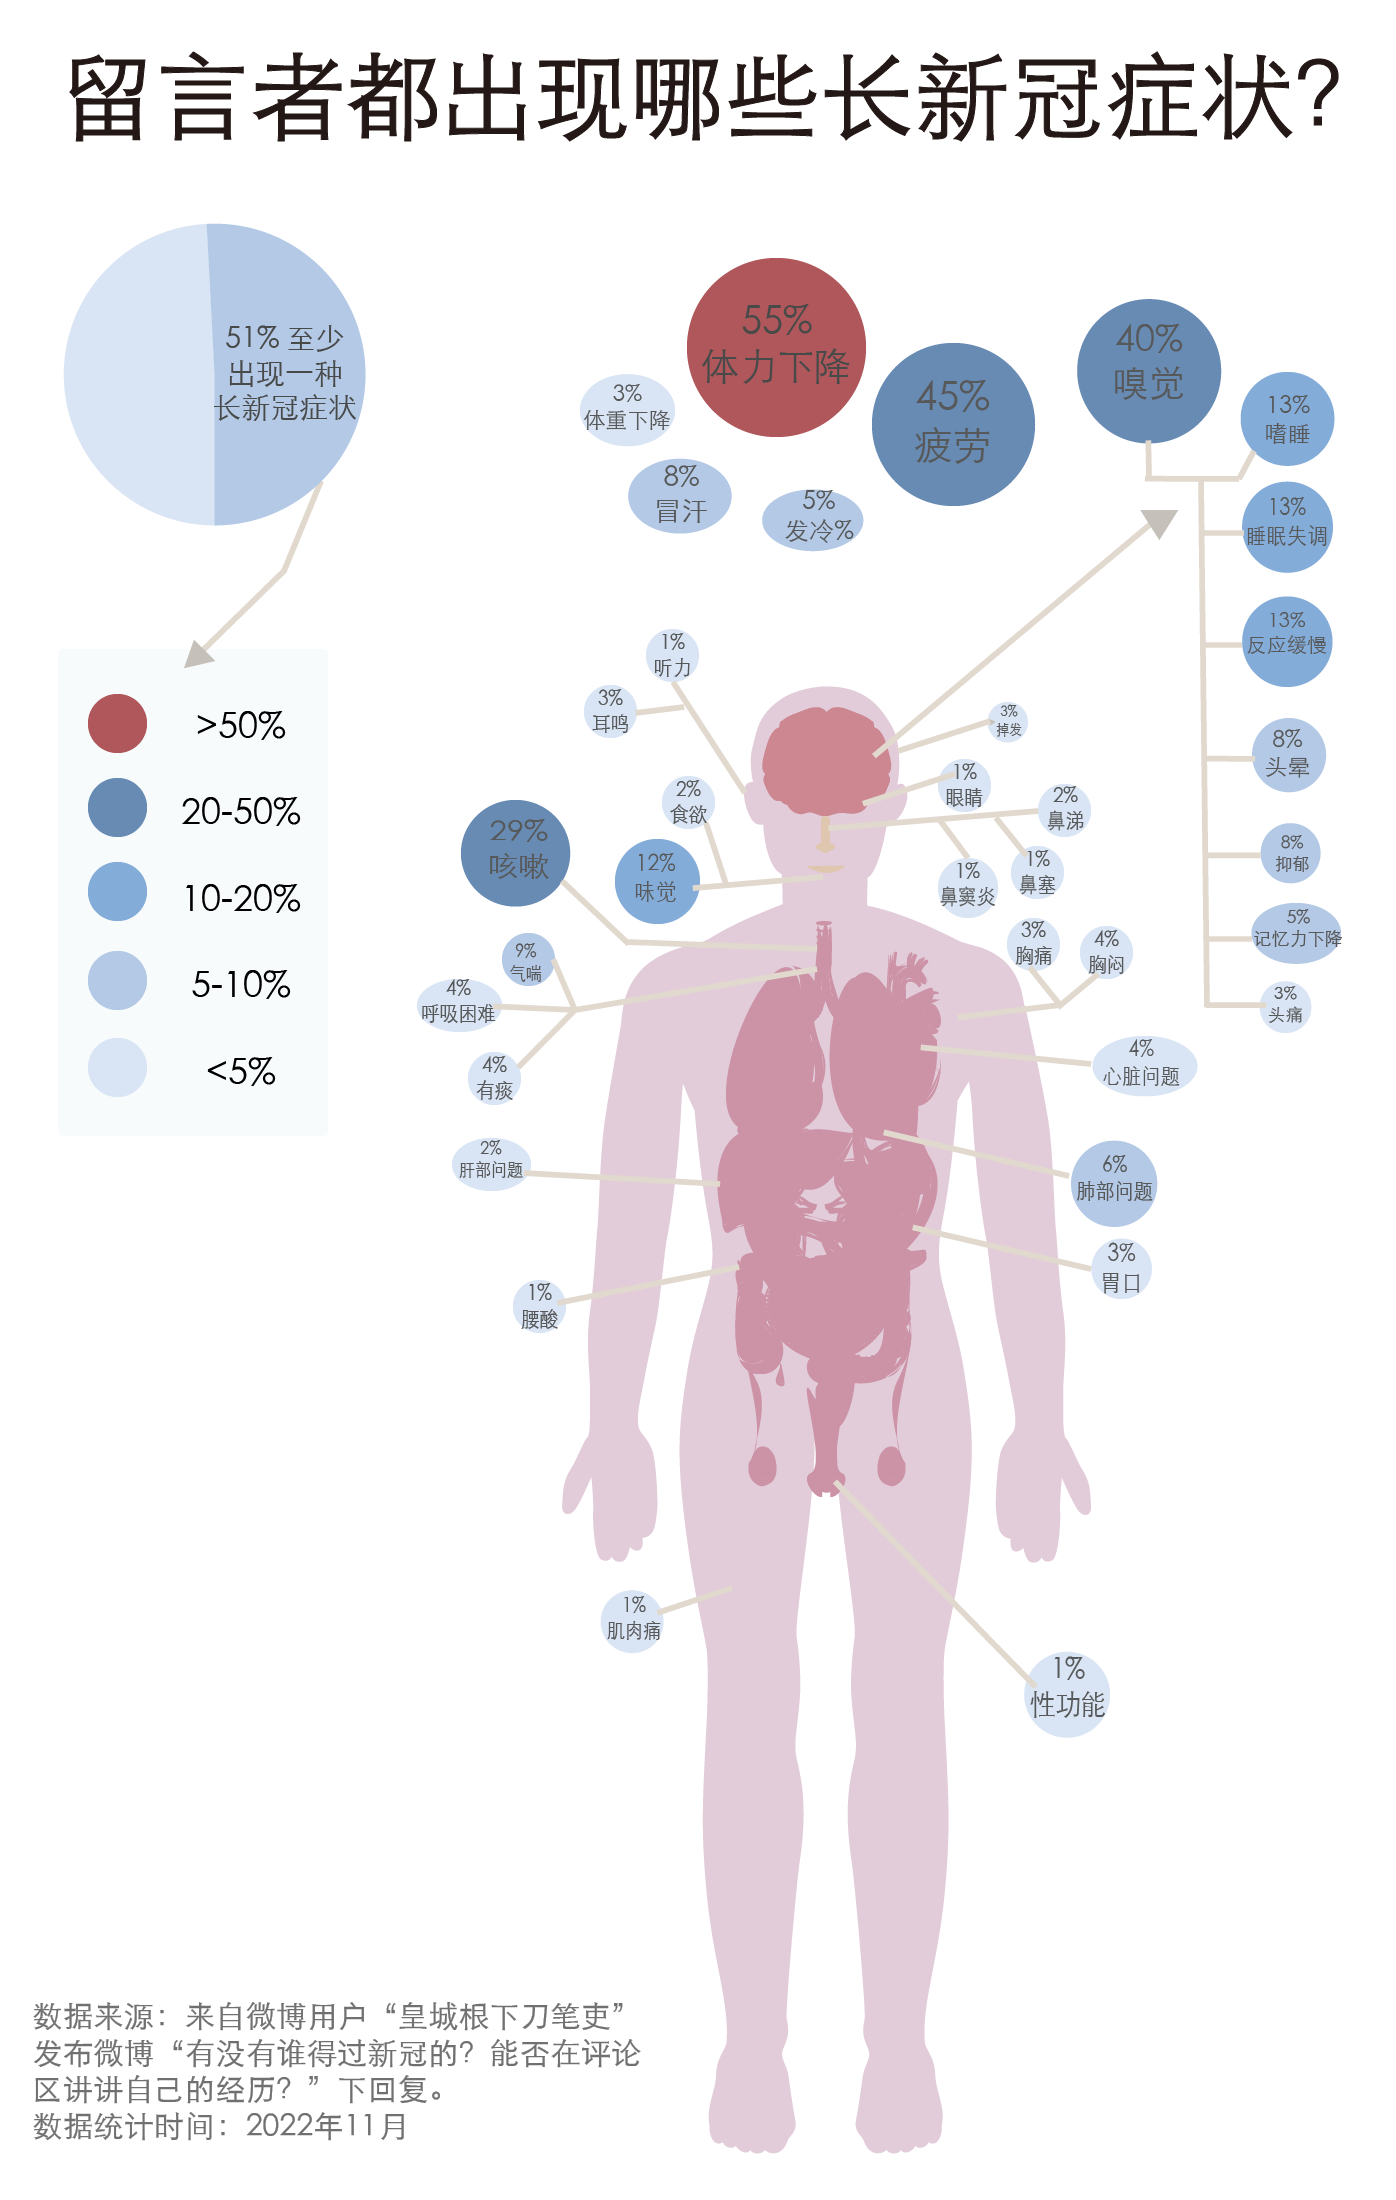 留言者都出现哪些长新冠症状？
51% 至少
出现一种
长新冠症状
55%
体力下降
45%
疲劳
40%
嗅觉
3%
体重下降
8%
冒汗
5%
发冷%
13%
嗜睡
13%
睡眠失调
13%
反应缓慢
8%
头晕
8%
抑郁
5%
记忆力下降
3%
头痛
>50%
20-50%
10-20%
5-10%
<5%
1%
听力
3%
耳鸣
2%
食欲
12%
味觉
29%
咳嗽
9%
气喘
4%
呼吸困难
4%
有痰
2%
肝部问题
1%
腰酸
1%
肌肉痛
3%
掉发
1%
眼睛
2%
鼻涕
1%
鼻塞
1%
鼻窦炎
3%
胸痛
4%
胸闷
4%
心脏问题
6%
肺部问题
3%
胃口
1%
性功能
数据来源：来自微博用户“皇城根下刀笔吏”
发布微博“有没有谁得过新冠的？能否在评论
区讲讲自己的经历？”下回复。
数据统计时间：2022年11月